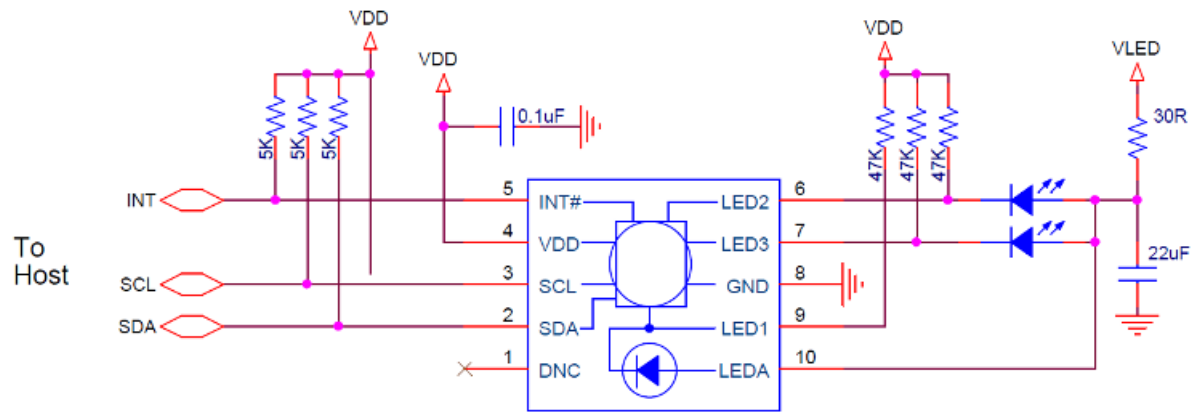 VDD
VDD
VDD
VLED
0.1uF
30R
5K
5K
5K
47K
47K
47K
INT
5
INT#
LED2
6
To
Host
4
VDD
LED3
7
22uF
SCL
3
SCL
GND
8
SDA
2
SDA
LED1
9
1
DNC
LEDA
10